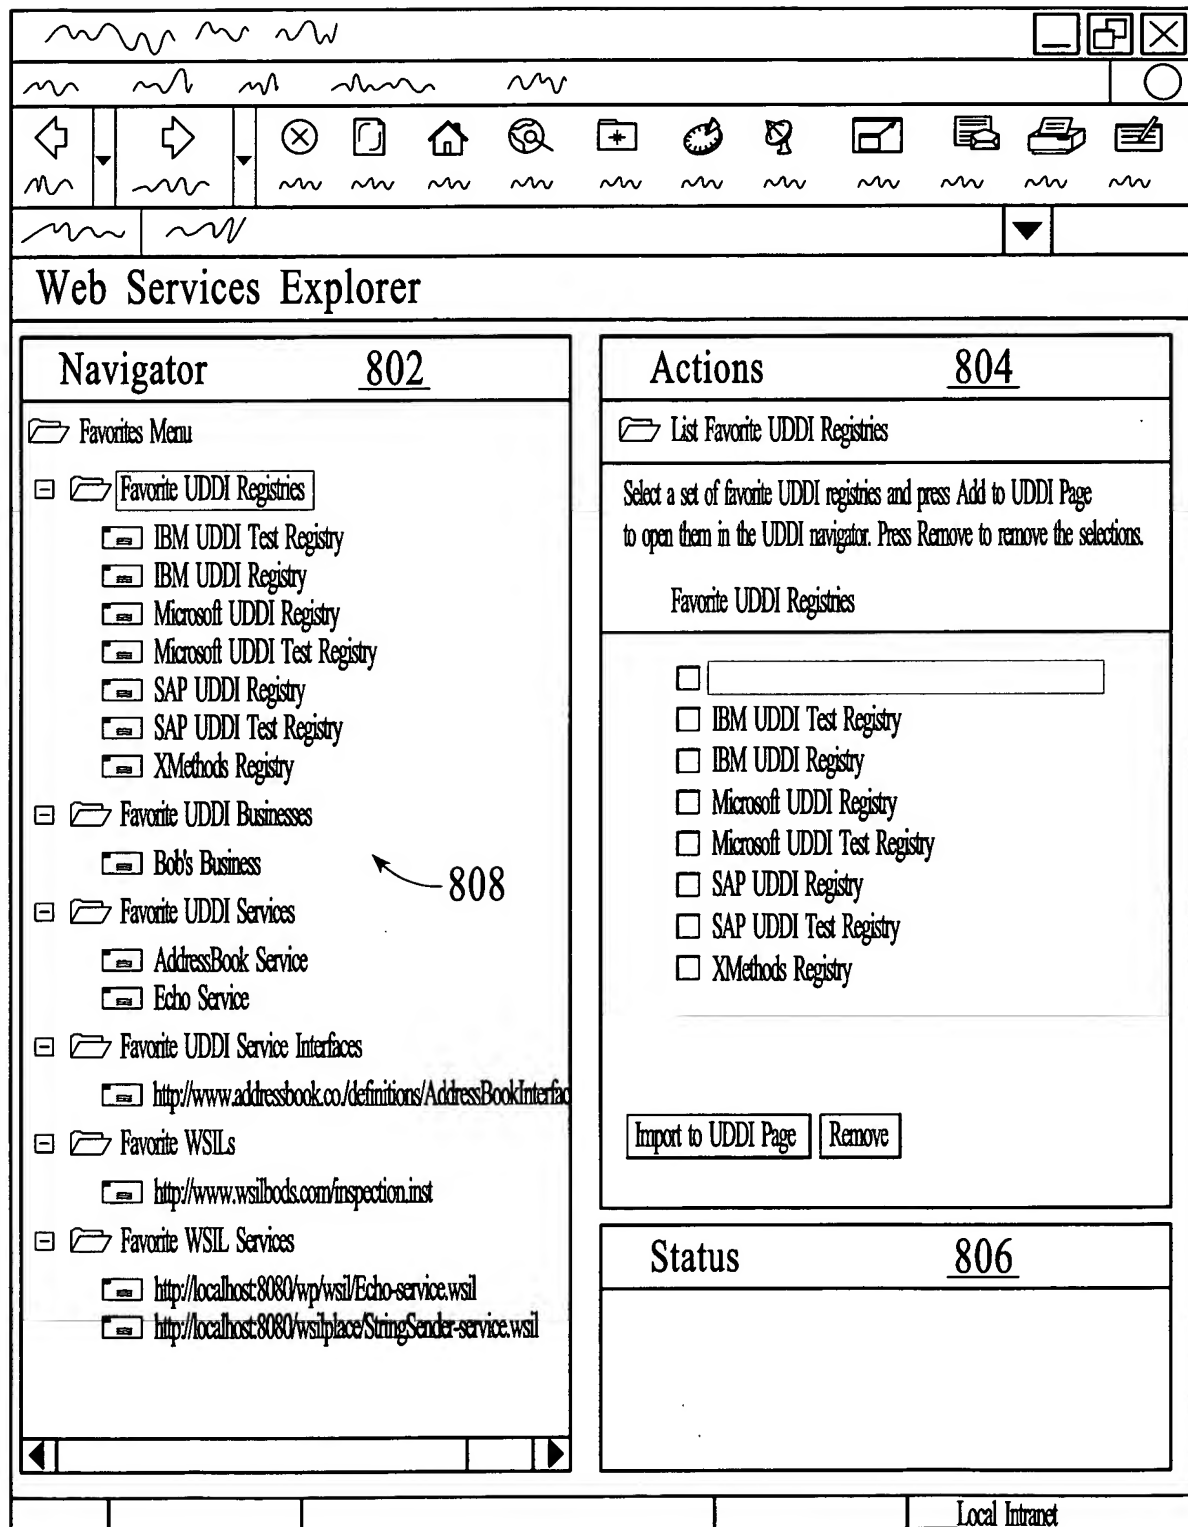 Web Services Explorer
Navigator 802
Favorites Menu
Favorite UDDI Registries
IBM UDDI Test Registry
IBM UDDI Registry
Microsoft UDDI Registry
Microsoft UDDI Test Registry
SAP UDDI Registry
SAP UDDI Test Registry
XMethods Registry
Favorite UDDI Businesses
Bob's Business
808
Favorite UDDI Services
AddressBook Service
Echo Service
Favorite UDDI Service Interfaces
http://www.addressbook.co./definitions/AddressBookInterfac
Favorite WSILs
http://www.wsilbods.com/inspection.inst
Favorite WSIL Services
http://localhost:8080/wp/wsil/Echo-service.wsil
http://localhost:8080/wsilplace/StringSender-service.wsil
Actions 804
List Favorite UDDI Registries
Select a set of favorite UDDI registries and press Add to UDDI Page
to open them in the UDDI navigator. Press Remove to remove the selections.
Favorite UDDI Registries
IBM UDDI Test Registry
IBM UDDI Registry
Microsoft UDDI Registry
Microsoft UDDI Test Registry
SAP UDDI Registry
SAP UDDI Test Registry
XMethods Registry
Import to UDDI Page Remove
Status 806
Local Intranet